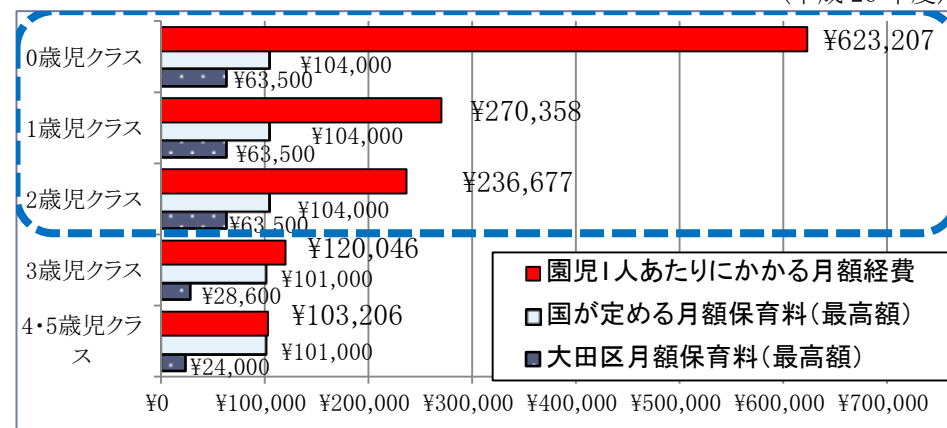 ¥623,207
0歳児クラス
¥104,000
¥63,500
¥270,358
1歳児クラス
¥104,000
¥63,500
¥236,677
2歳児クラス
¥104,000
¥63,500
¥120,046
3歳児クラス
¥101,000
¥28,600
¥103,206
4・5歳児クラ
ス
¥101,000
¥24,000
園児1人あたりにかかる月額経費
国が定める月額保育料(最高額)
大田区月額保育料(最高額)
¥0 ¥100,000 ¥200,000 ¥300,000 ¥400,000 ¥500,000 ¥600,000 ¥700,000